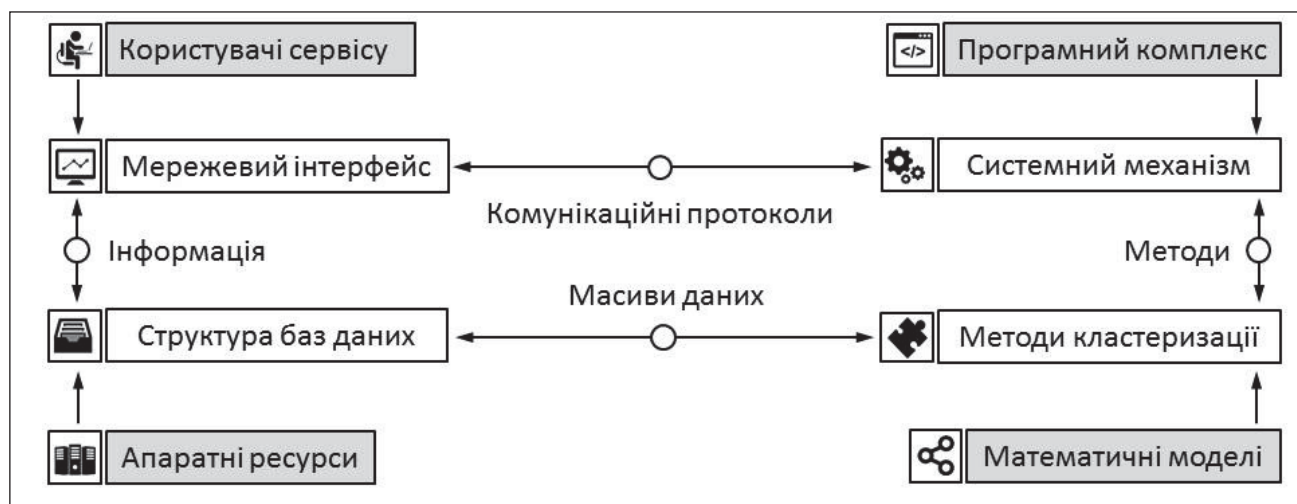 Користувачі сервісу
Програмний комплекс
</>
Мережевий інтерфейс
Системний механізм
Комунікаційні протоколи
Інформація
Методи
Масиви даних
Структура баз даних
Методи кластеризації
Апаратні ресурси
Математичні моделі